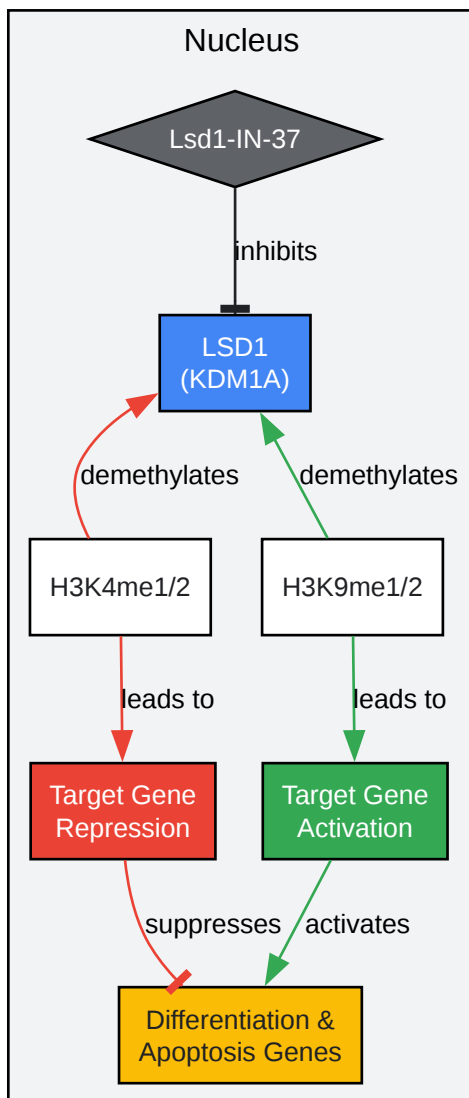 Nucleus
Lsd1-IN-37
inhibits
LSD1
(KDM1A)
demethylates
demethylates
H3K4me1/2
H3K9me1/2
leads to
leads to
Target Gene
Repression
Target Gene
Activation
suppresses
activates
Differentiation &
Apoptosis Genes